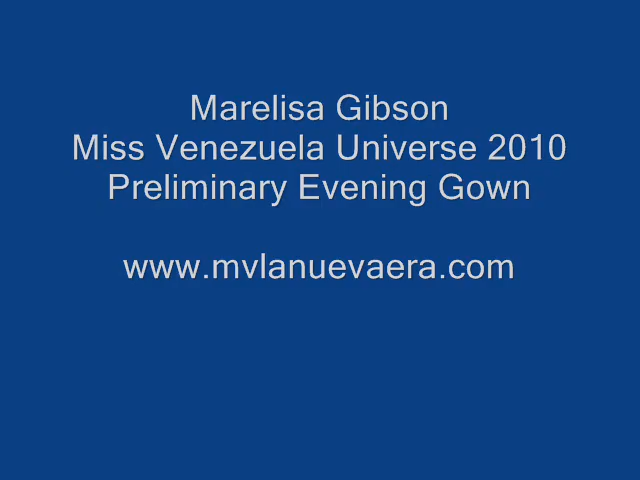 Marelisa Gibson
Miss Venezuela Universe 2010
Preliminary Evening Gown
www.mvlanuevaera.com